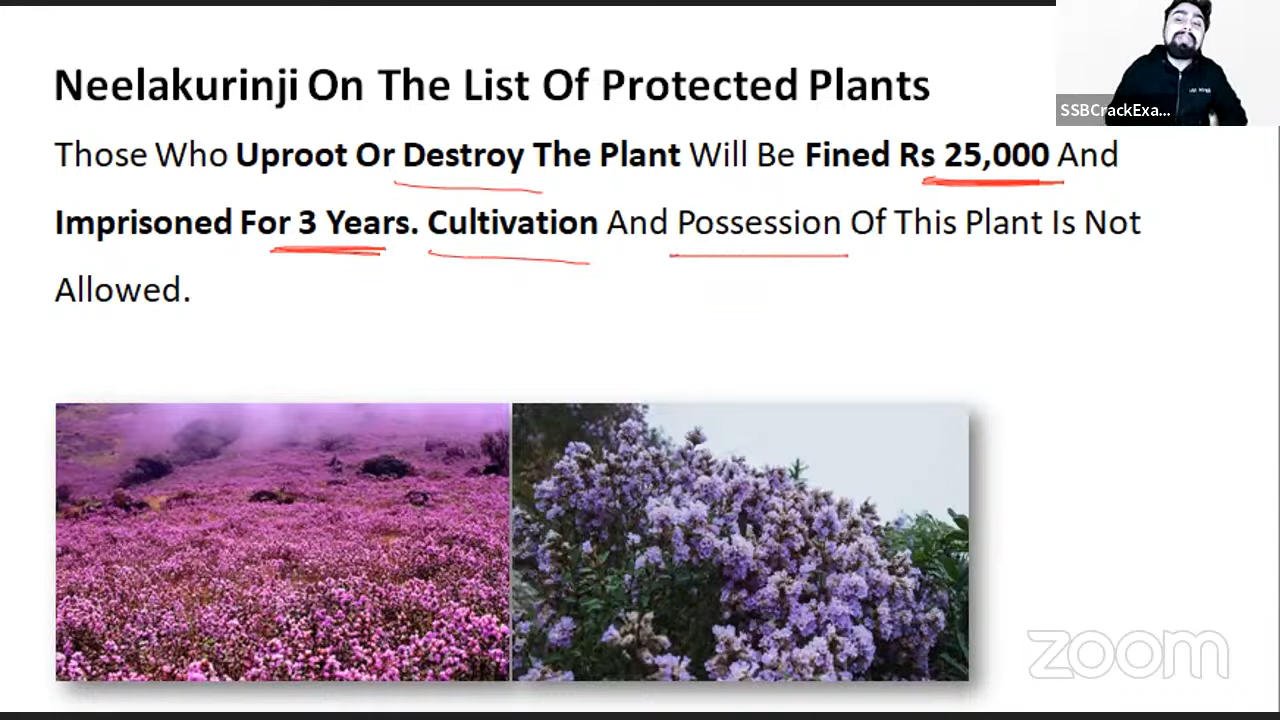 Neelakurinji On The List Of Protected Plants
SSBCrackExa...
Those Who Uproot Or Destroy The Plant Will Be Fined Rs 25,000 And
Imprisoned For 3 Years. Cultivation And Possession Of This Plant Is Not
Allowed.
zoom